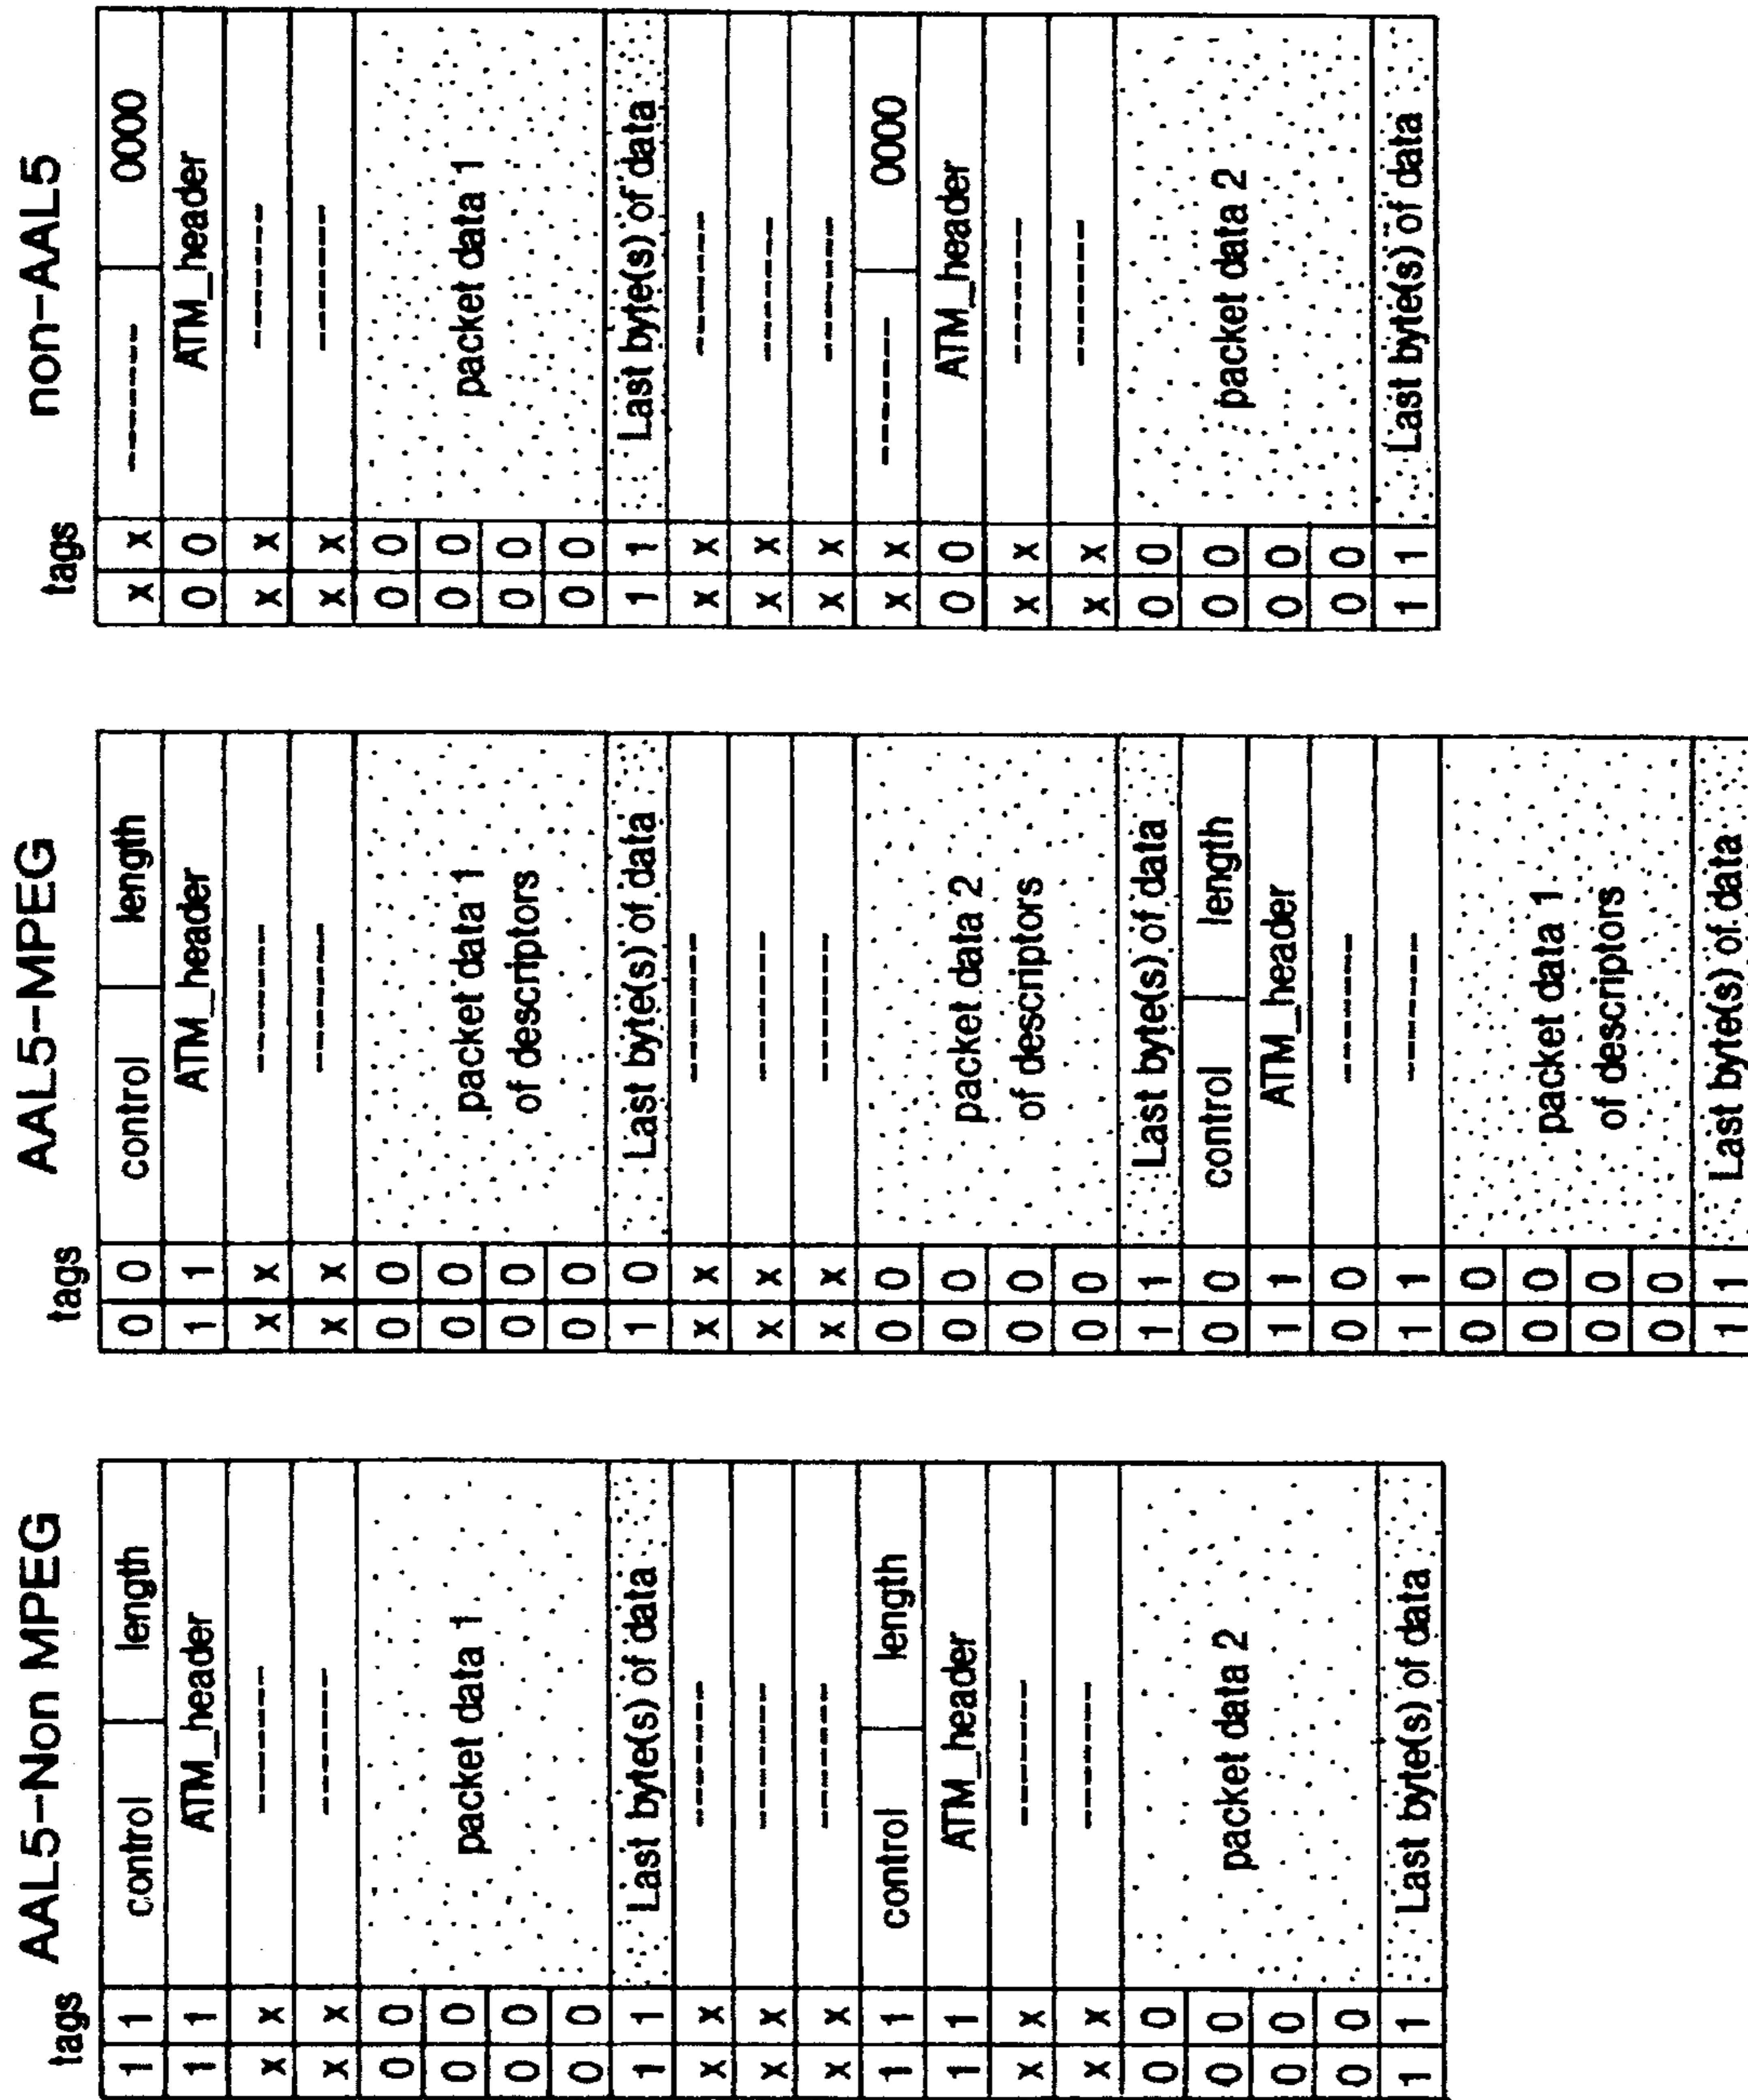 AAL5-Non MPEG
tags
1 1 control length
1 1 ATM_header
x x -------
x x ------
0 0
0 0 packet data 1
0 0
0 0
1 1 Last byte(s) of data
x x -------
x x ------
x x ------
1 1 control length
1 1 ATM_header
x x ------
x x -------
0 0
0 0 packet data 2
0 0
0 0
1 1 Last byte(s) of data
AAL5-MPEG
tags
0 0 control length
1 1 ATM_header
x x -------
x x ------
0 0
0 0 packet data 1
0 0 of descriptors
0 0
1 0 Last byte(s) of data
x x -------
x x ------
x x ------
0 0
0 0 packet data 2
0 0 of descriptors
0 0
1 1 Last byte(s) of data
0 0 control length
1 1 ATM_header
0 0 -------
1 1 ------
0 0
0 0 packet data 1
0 0 of descriptors
0 0
1 1 Last byte(s) of data
non-AAL5
tags
x x ------- 0000
0 0 ATM_header
x x -------
x x ------
0 0
0 0 packet data 1
0 0
0 0
1 1 Last byte(s) of data
x x -------
x x ------
x x ------
x x ------- 0000
0 0 ATM_header
x x ------
x x ------
0 0
0 0 packet data 2
0 0
0 0
1 1 Last byte(s) of data